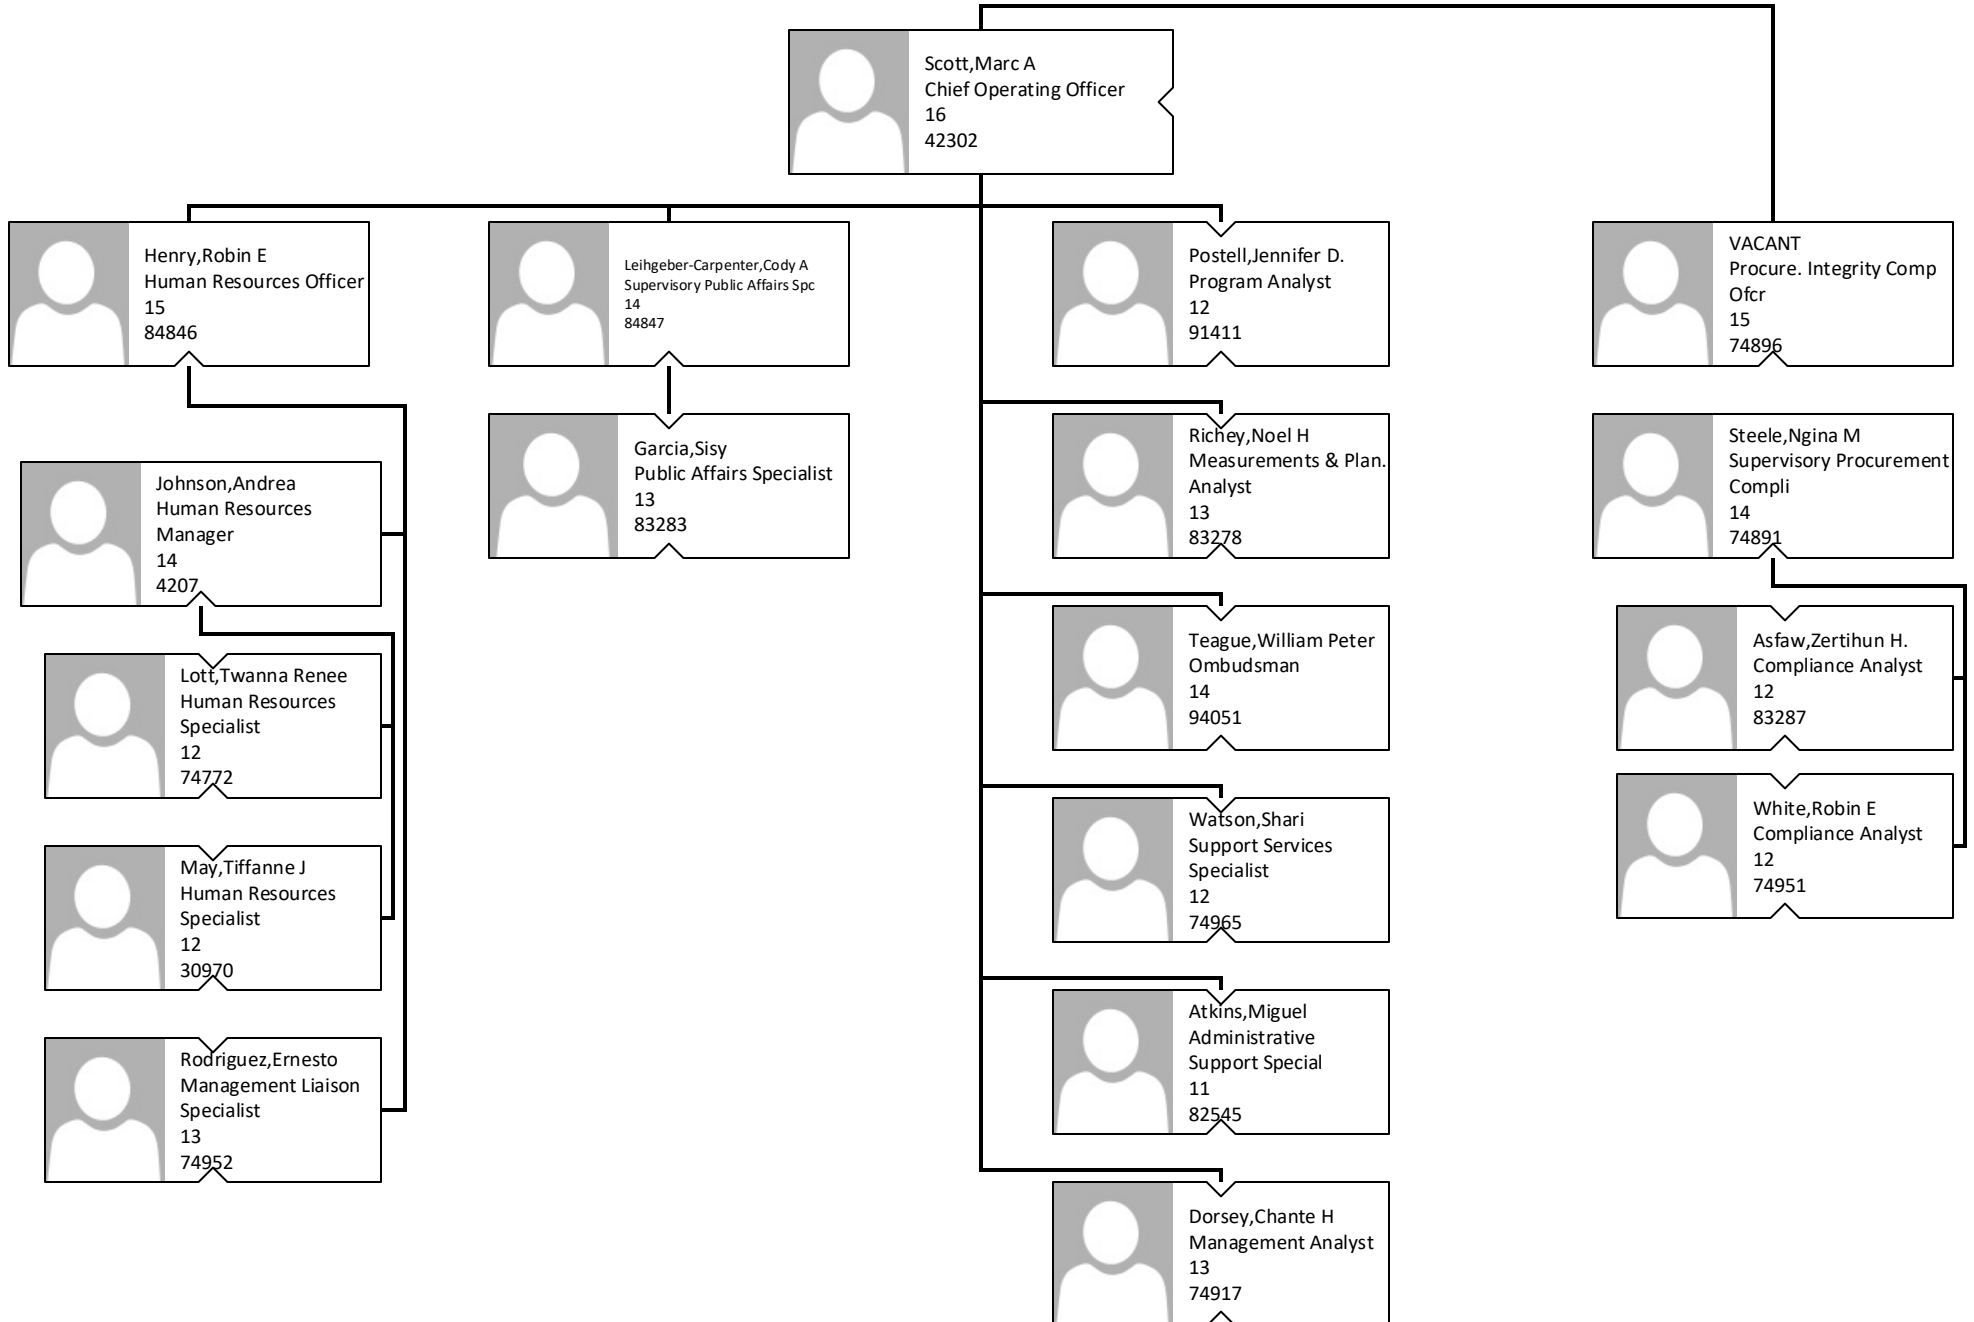 Scott,Marc A
Chief Operating Officer
16
42302
Henry,Robin E
Human Resources Officer
15
84846
Leihgeber-Carpenter,Cody A
Supervisory Public Affairs Spc
14
84847
Postell,Jennifer D.
Program Analyst
12
91411
VACANT
Procure. Integrity Comp
Ofcr
15
74896
Johnson,Andrea
Human Resources
Manager
14
4207
Garcia,Sisy
Public Affairs Specialist
13
83283
Richey,Noel H
Measurements & Plan.
Analyst
13
83278
Steele,Ngina M
Supervisory Procurement
Compli
14
74891
Lott,Twanna Renee
Human Resources
Specialist
12
74772
Teague,William Peter
Ombudsman
14
94051
Asfaw,Zertihun H.
Compliance Analyst
12
83287
May,Tiffanne J
Human Resources
Specialist
12
30970
Watson,Shari
Support Services
Specialist
12
74965
White,Robin E
Compliance Analyst
12
74951
Rodriguez,Ernesto
Management Liaison
Specialist
13
74952
Atkins,Miguel
Administrative
Support Special
11
82545
Dorsey,Chante H
Management Analyst
13
74917